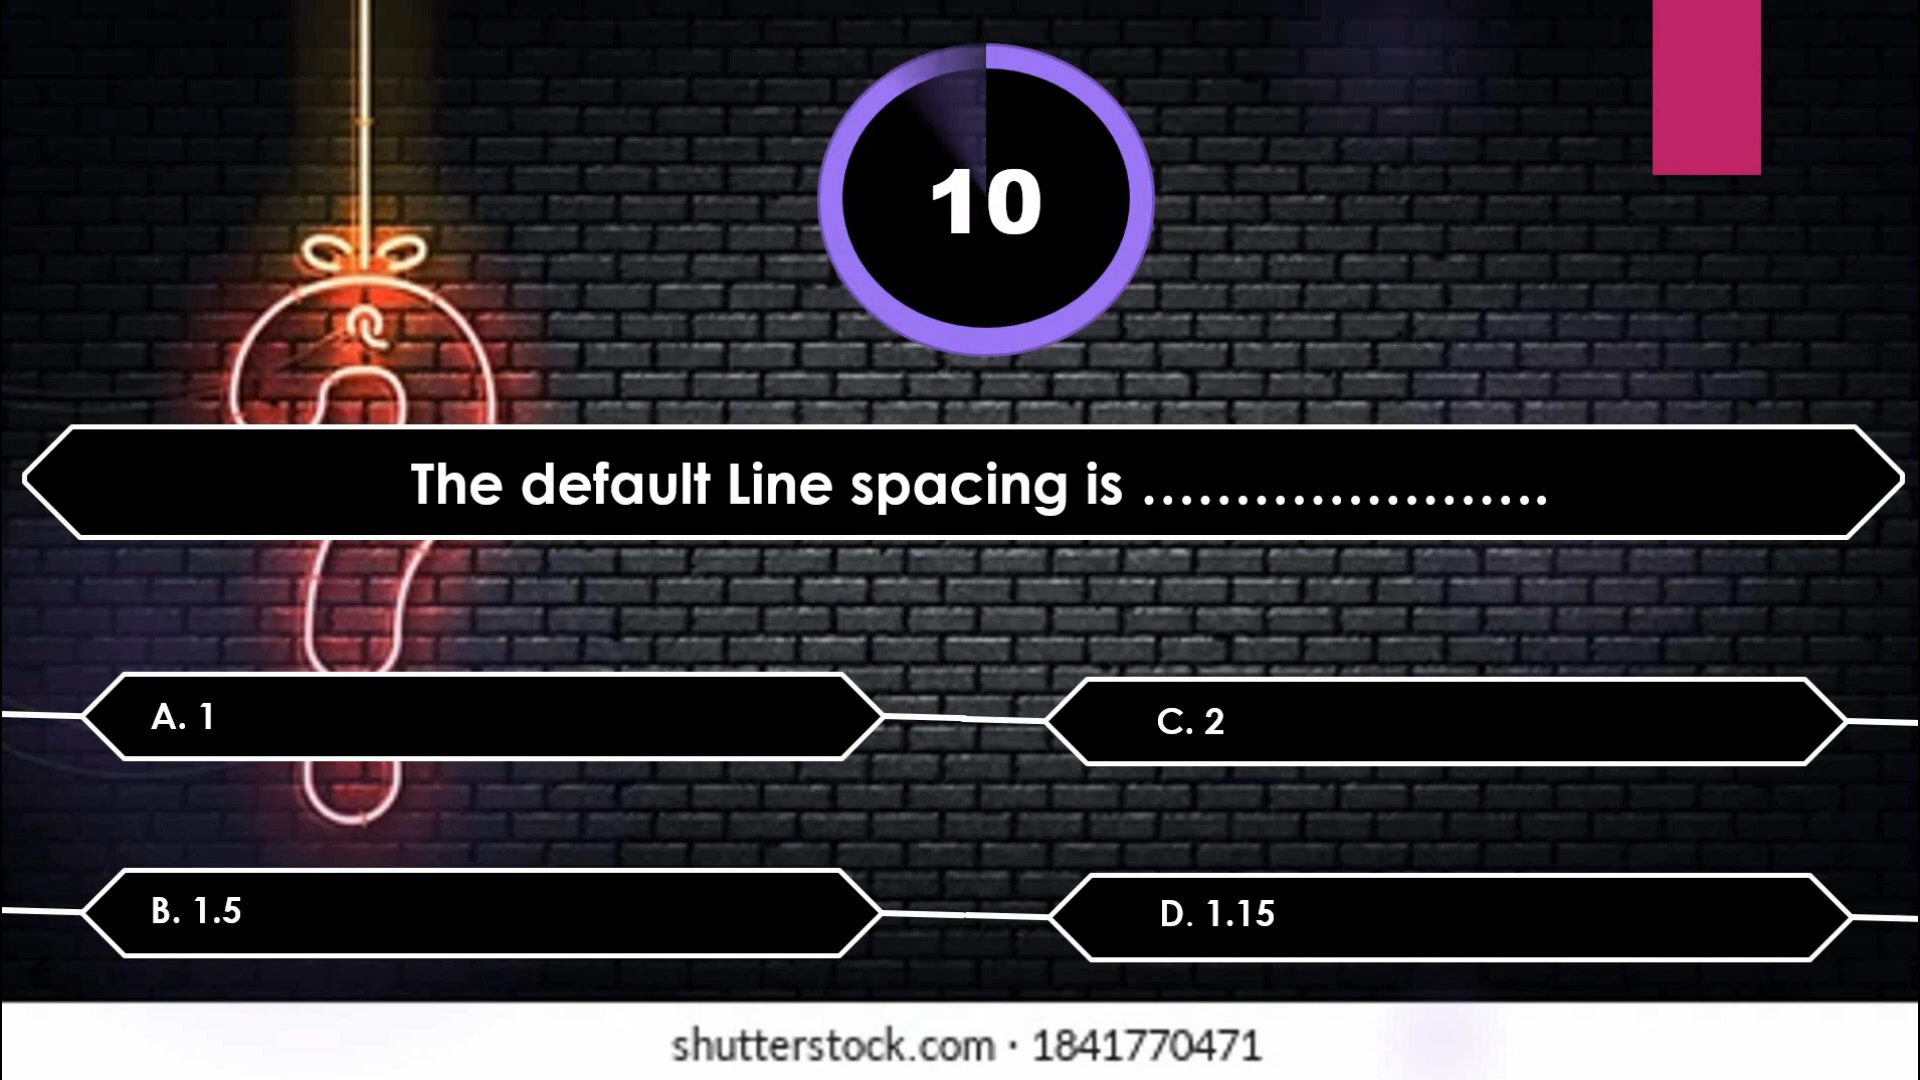 10
The default Line spacing is ......................
A. 1
C. 2
B. 1.5
D. 1.15
shutterstock.com · 1841770471